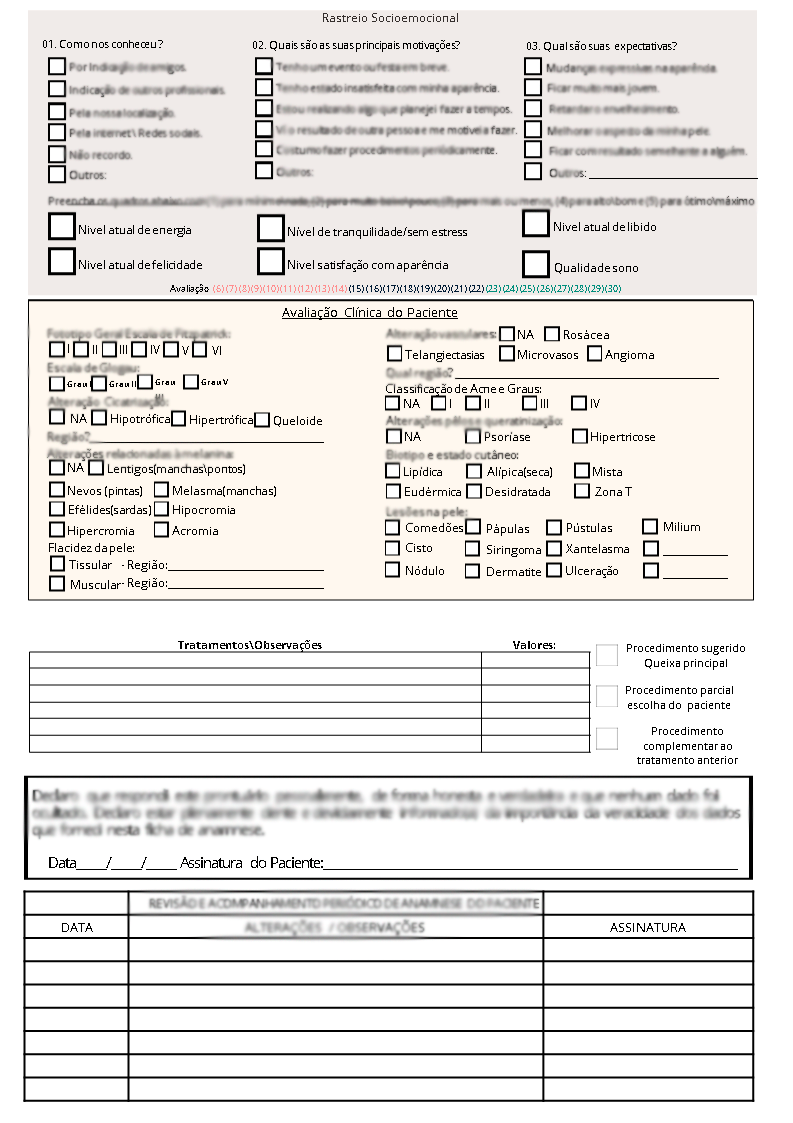 Rastreio Socioemocional
01. Como nos conheceu?
Por Indicação de amigos.
Indicação de outros profissionais.
Pela nossa localização.
Pela internet\ Redes sociais.
Não recordo.
Outros:
02. Quais são as suas principais motivações?
Tenho um evento ou festa em breve.
Tenho estado insatisfeita com minha aparência.
Estou realizando algo que planejei fazer a tempos.
Vi o resultado de outra pessoa e me motivei a fazer.
Costumo fazer procedimentos periódicamente.
Outros:
03. Qual são suas expectativas?
Mudanças expressivas na aparência.
Ficar muito mais jovem.
Retardar o envelhecimento.
Melhorar o aspecto da minha pele.
Ficar com resultado semelhante a alguém.
Outros:
Preencha os quadros abaixo com (1) para mínimo\nada, (2) para muito baixo\pouco, (3) para mais ou menos, (4) para alto\bom e (5) para ótimo\máximo
Nivel atual de energia
Nível de tranquilidade/sem estress
Nivel atual de libido
Nivel atual de felicidade
Nivel satisfação com aparência
Qualidade sono
Avaliação (6)(7)(8)(9)(10)(11)(12)(13)(14)(15)(16)(17)(18)(19)(20)(21)(22)(23)(24)(25)(26)(27)(28)(29)(30)
Avaliação Clínica do Paciente
Fototipo Geral Escala de Fitzpatrick:
I II III IV V VI
Escala de Glogau:
Grau I Grau II Grau III Grau V
Alteração Cicatrização:
NA Hipotrófica Hipertrófica Queloide
Região?
Alterações relacionadas à melanina:
NA Lentigos(manchas\pontos)
Nevos (pintas) Melasma(manchas)
Efélides(sardas) Hipocromia
Hipercromia Acromia
Flacidez da pele:
Tissular - Região:
Muscular- Região:
Alteração vasculares: NA Rosácea
Telangiectasias Microvasos Angioma
Qual região?
Classificação de Acne e Graus:
NA I II III IV
Alterações pêlos e queratinização:
NA Psoríase Hipertricose
Biotipo e estado cutâneo:
Lipídica Alípica(seca) Mista
Eudérmica Desidratada Zona T
Lesões na pele:
Comedões Pápulas Pústulas Milium
Cisto Siringoma Xantelasma
Nódulo Dermatite Ulceração
Tratamentos\Observações Valores:
Procedimento sugerido
Queixa principal
Procedimento parcial
escolha do paciente
Procedimento
complementar ao
tratamento anterior
Declaro que respondi este prontuário pessoalmente, de forma honesta e verdadeira e que nenhum dado foi
ocultado. Declaro estar plenamente ciente e devidamente informado(a) da importância da veracidade dos dados
que forneci nesta ficha de anamnese.
Data____/____/____ Assinatura do Paciente:
REVISÃO E ACOMPANHAMENTO PERIÓDICO DE ANAMNESE DO PACIENTE
DATA ALTERAÇÕES / OBSERVAÇÕES ASSINATURA